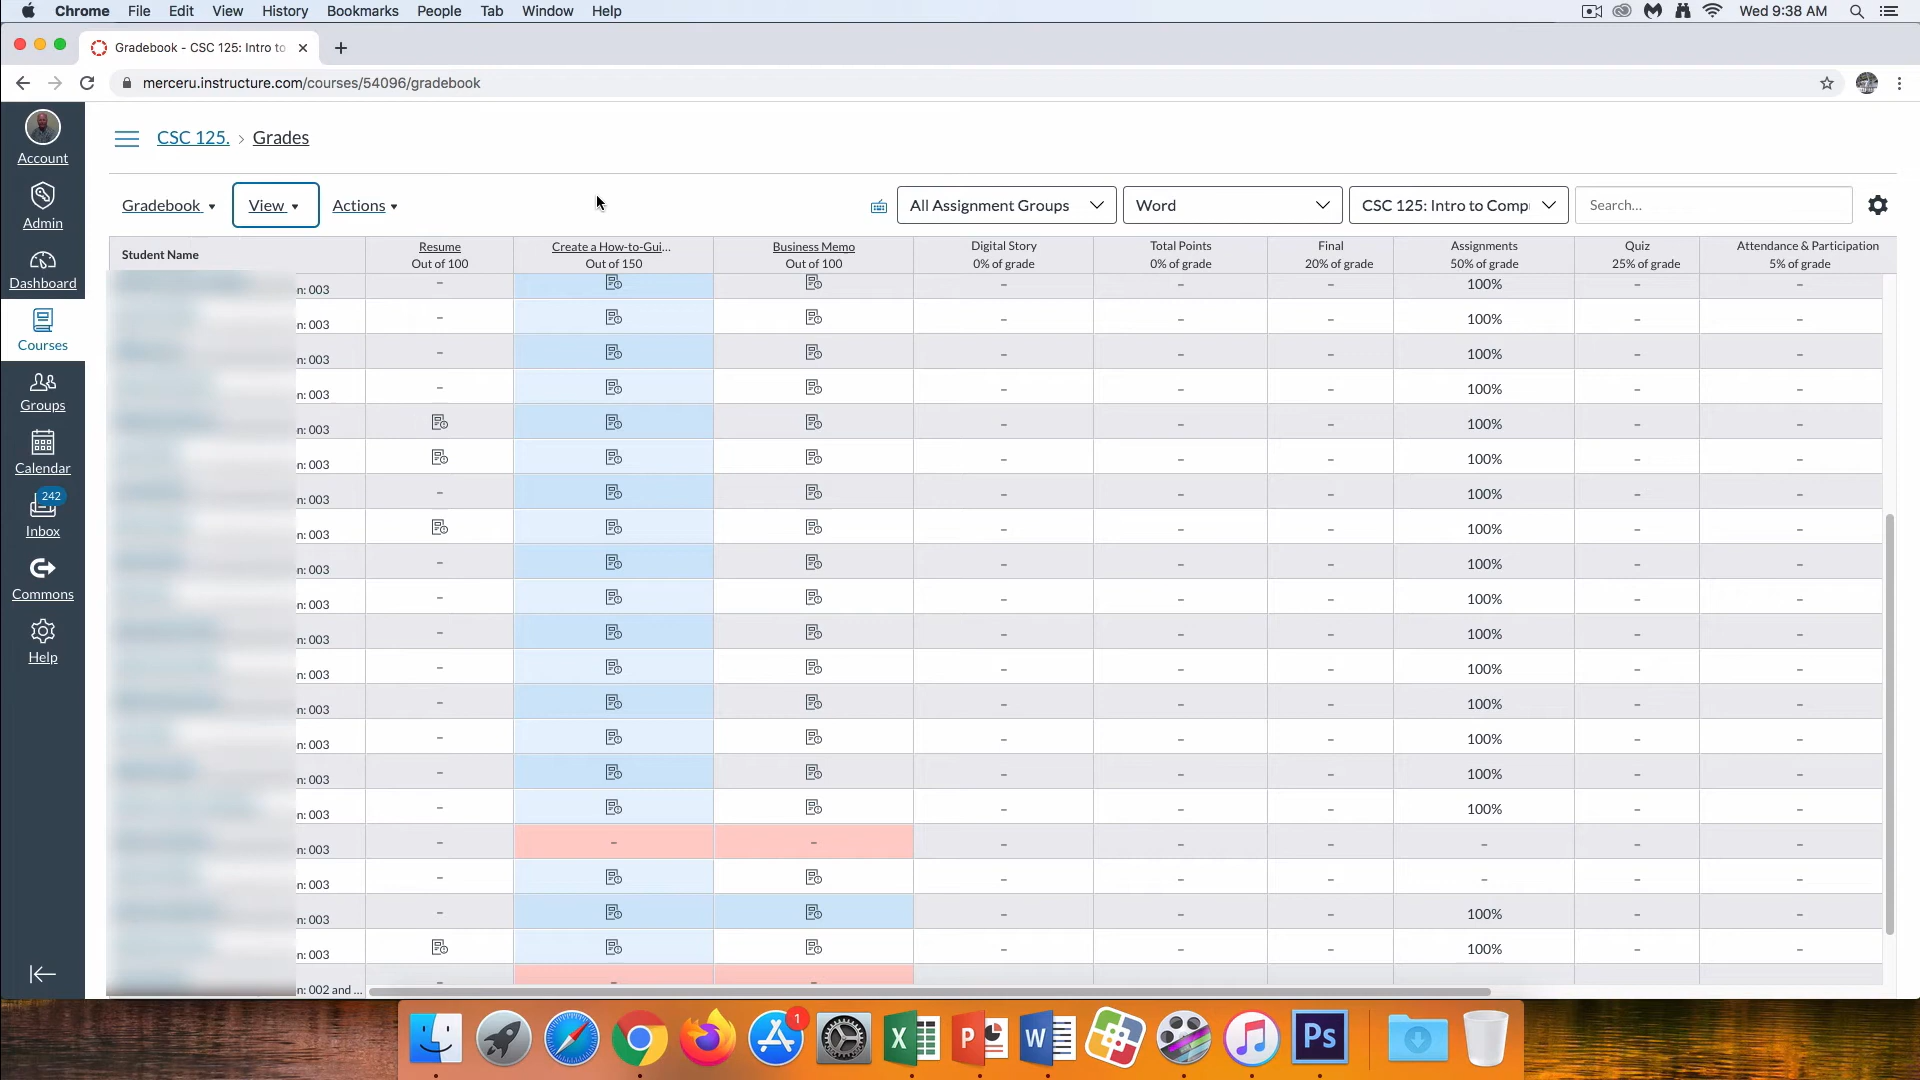 Chrome File Edit View History Bookmarks People Tab Window Help Wed 9:38 AM
Gradebook - CSC 125: Intro to
merceru.instructure.com/courses/54096/gradebook
Account
Admin
Dashboard
Courses
Groups
Calendar
242
Inbox
Commons
Help
CSC 125. › Grades
Gradebook View Actions All Assignment Groups Word CSC 125: Intro to Comp Search...
Student Name
Resume
Out of 100
Create a How-to-Gui...
Out of 150
Business Memo
Out of 100
Digital Story
0% of grade
Total Points
0% of grade
Final
20% of grade
Assignments
50% of grade
Quiz
25% of grade
Attendance & Participation
5% of grade
n: 003 – – – – 100% – –
n: 003 – – – – 100% – –
n: 003 – – – – 100% – –
n: 003 – – – – 100% – –
n: 003 – – – 100% – –
n: 003 – – – 100% – –
n: 003 – – – – 100% – –
n: 003 – – – 100% – –
n: 003 – – – – 100% – –
n: 003 – – – – 100% – –
n: 003 – – – – 100% – –
n: 003 – – – – 100% – –
n: 003 – – – – 100% – –
n: 003 – – – – 100% – –
n: 003 – – – – 100% – –
n: 003 – – – – 100% – –
n: 003 – – – – – – – – –
n: 003 – – – – – – –
n: 003 – – – – 100% – –
n: 003 – – – 100% – –
n: 002 and ... – – –
1
X
P
W
Ps